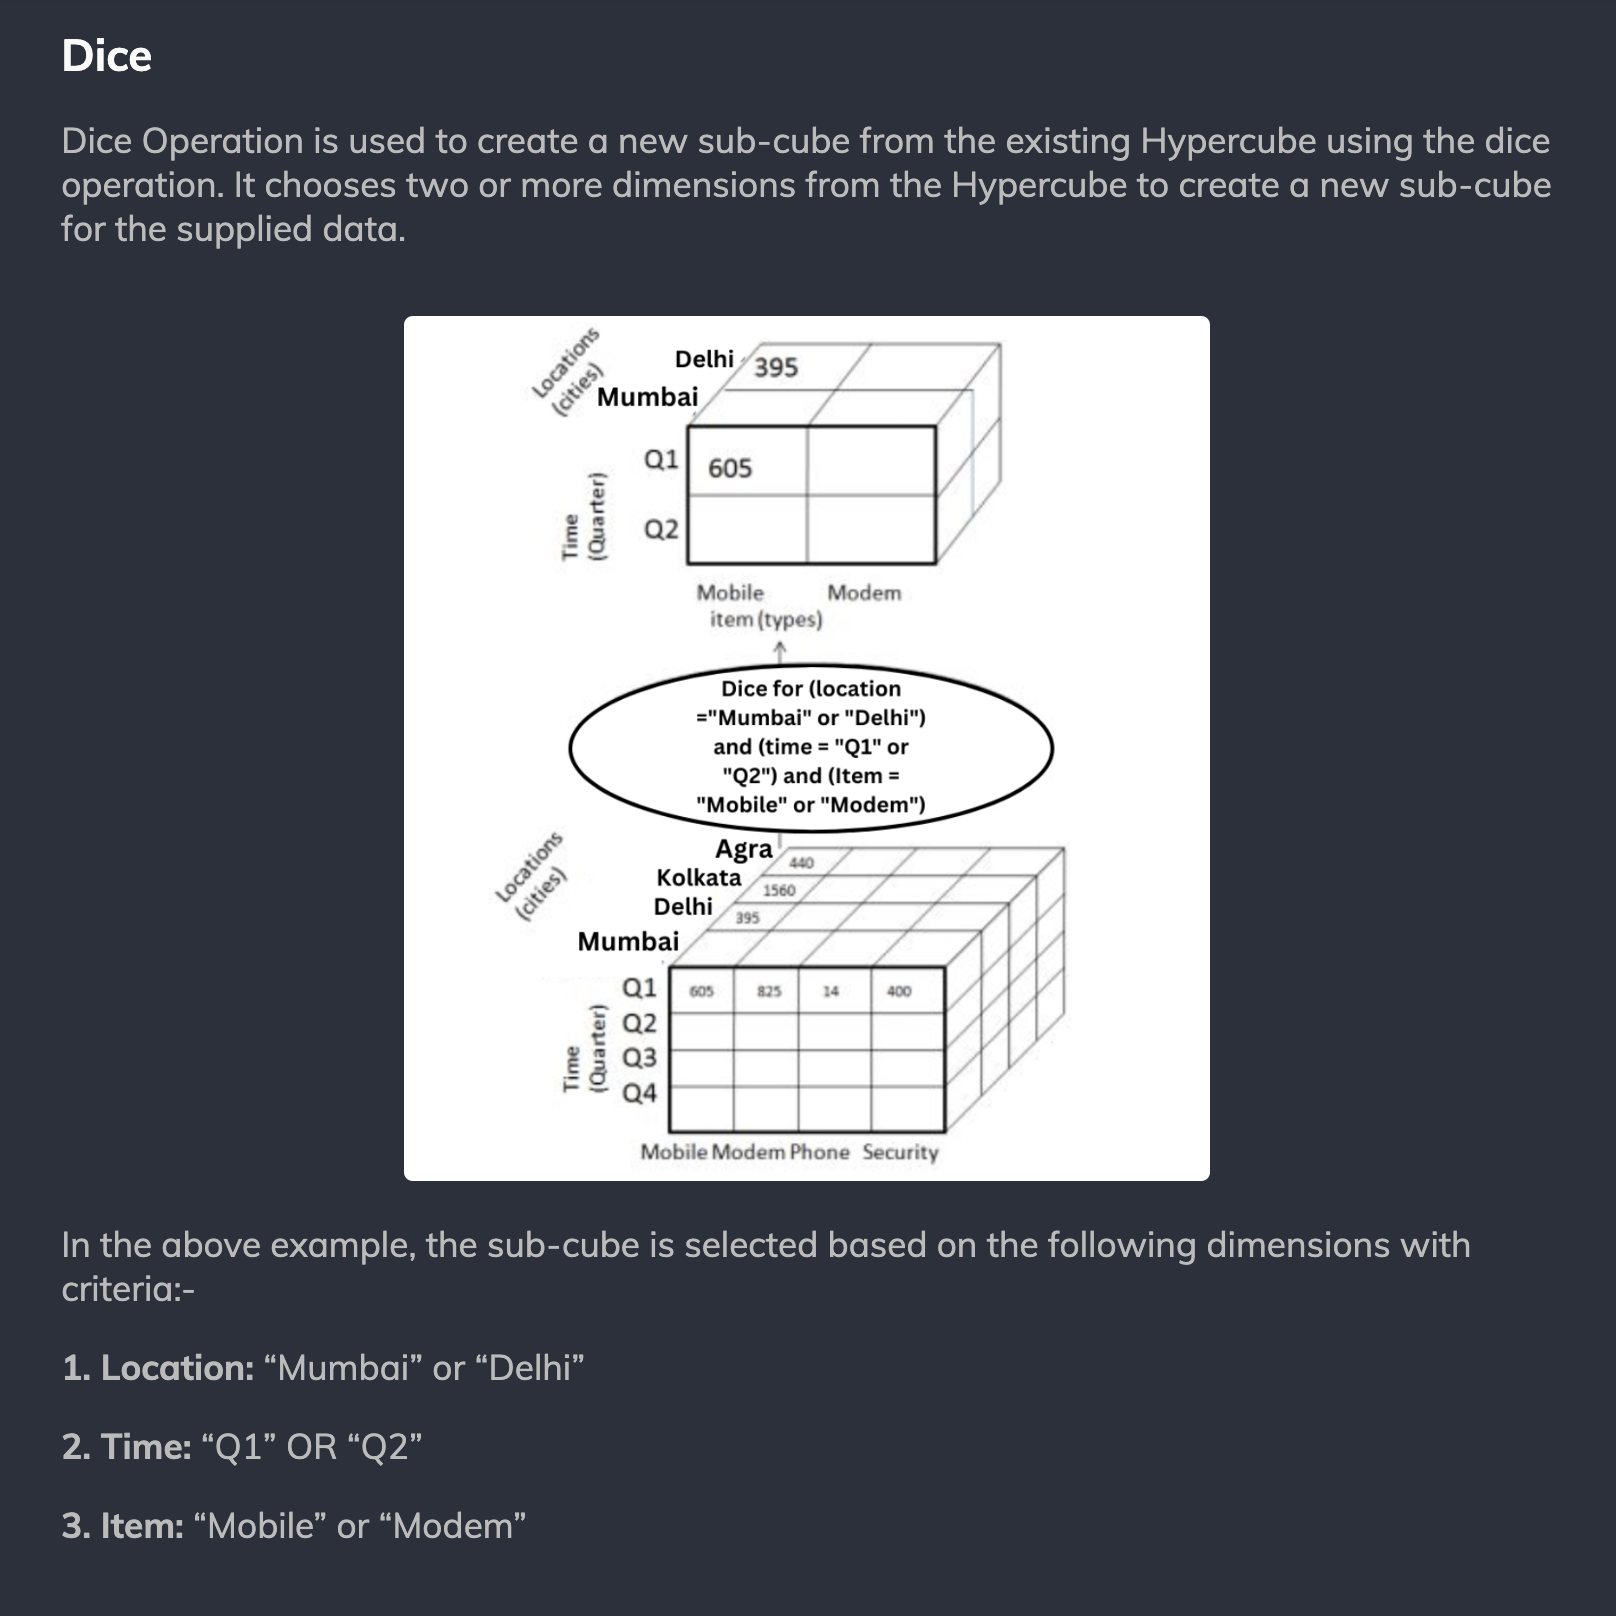 Dice
Dice Operation is used to create a new sub-cube from the existing Hypercube using the dice
operation. It chooses two or more dimensions from the Hypercube to create a new sub-cube
for the supplied data.
Locations
(cities)
Delhi
395
Mumbai
Q1
605
Time
(Quarter)
Q2
Mobile
Modem
item (types)
Dice for (location
="Mumbai" or "Delhi")
and (time = "Q1" or
"Q2") and (Item =
"Mobile" or "Modem")
Locations
(cities)
Agra
440
Kolkata
1560
Delhi
395
Mumbai
Q1
605
825
14
400
Time
(Quarter)
Q2
Q3
Q4
Mobile Modem Phone Security
In the above example, the sub-cube is selected based on the following dimensions with
criteria:-
1. Location: “Mumbai” or “Delhi”
2. Time: “Q1” OR “Q2”
3. Item: “Mobile” or “Modem”